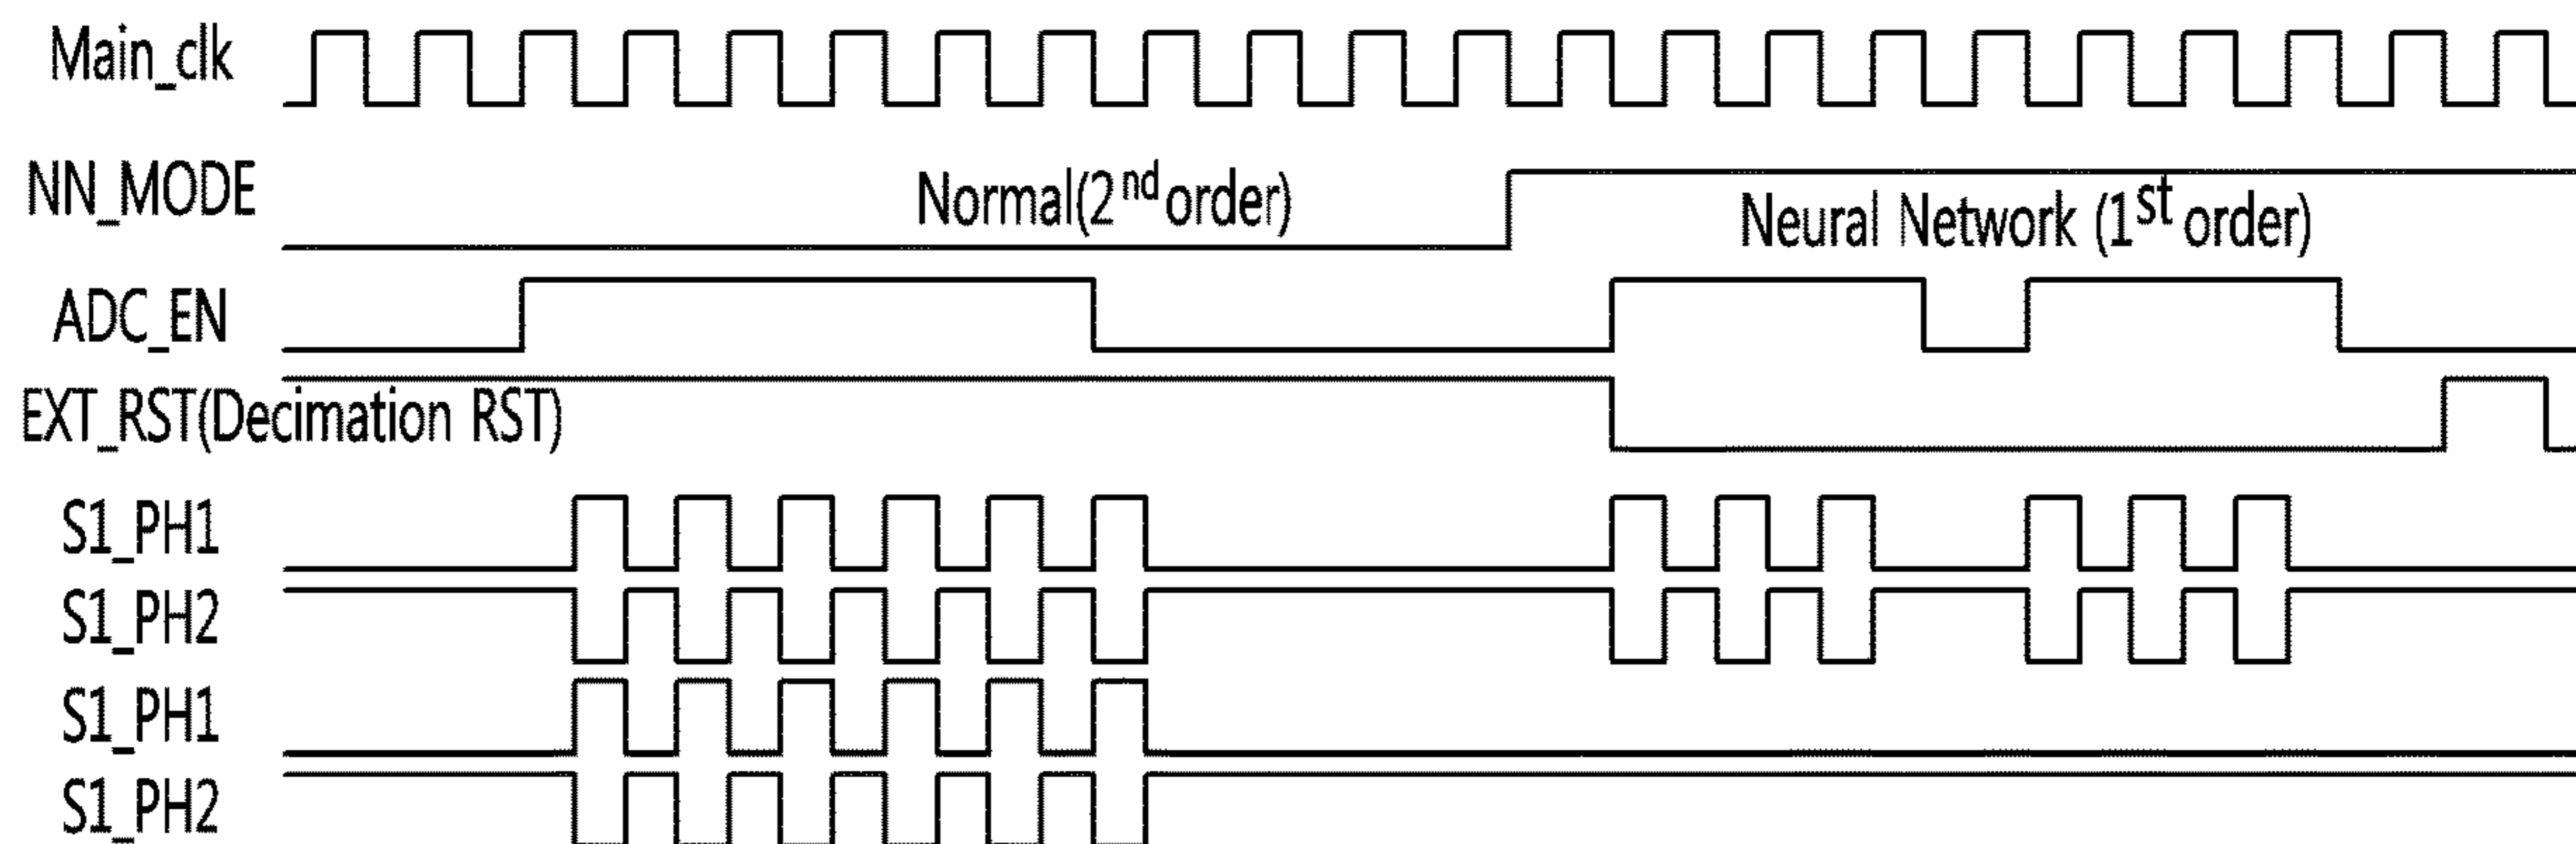 Main_clk
NN_MODE
Normal(2nd order)
Neural Network (1st order)
ADC_EN
EXT_RST(Decimation RST)
S1_PH1
S1_PH2
S1_PH1
S1_PH2